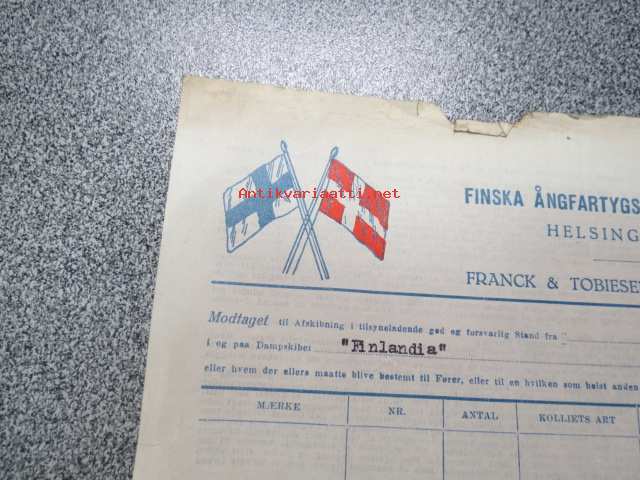 Antikvariaatti.net
FINSKA ÅNGFARTYGS
HELSING
FRANCK & TOBIESE
Modtaget til Afskibning i tilsyneladende god og forsvarlig Stand fra
i og paa Dampskibet "Finlandia"
eller hvem der ellers maatte blive bestemt til Fører, eller til en hvilken som helst anden
MÆRKE NR. ANTAL KOLLIETS ART